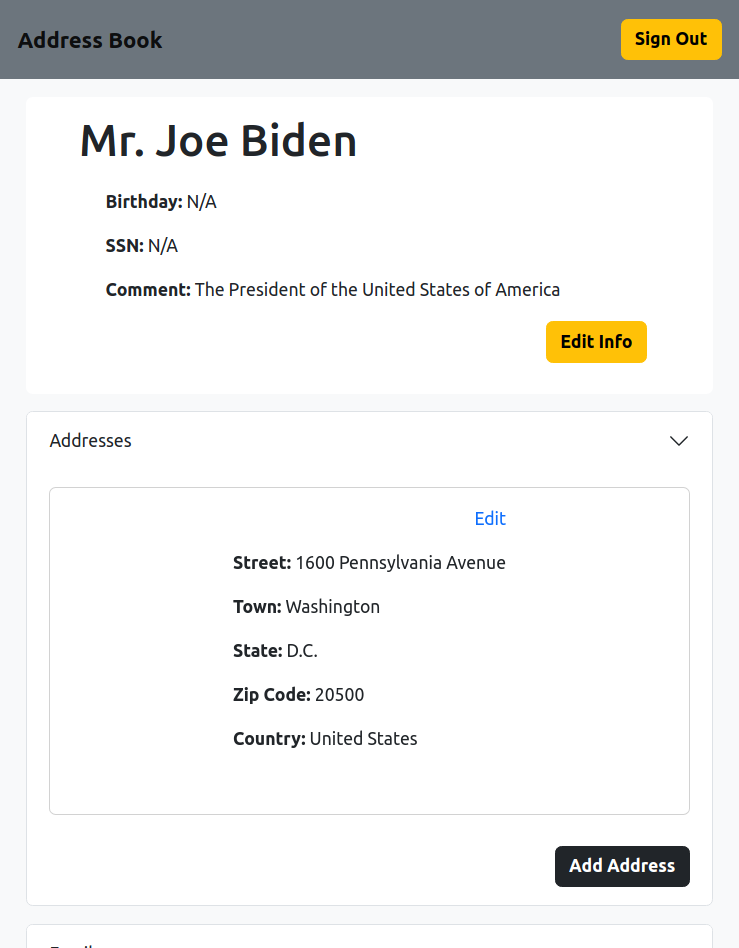 Address Book
Sign Out
Mr. Joe Biden
Birthday: N/A
SSN: N/A
Comment: The President of the United States of America
Edit Info
Addresses
Edit
Street: 1600 Pennsylvania Avenue
Town: Washington
State: D.C.
Zip Code: 20500
Country: United States
Add Address